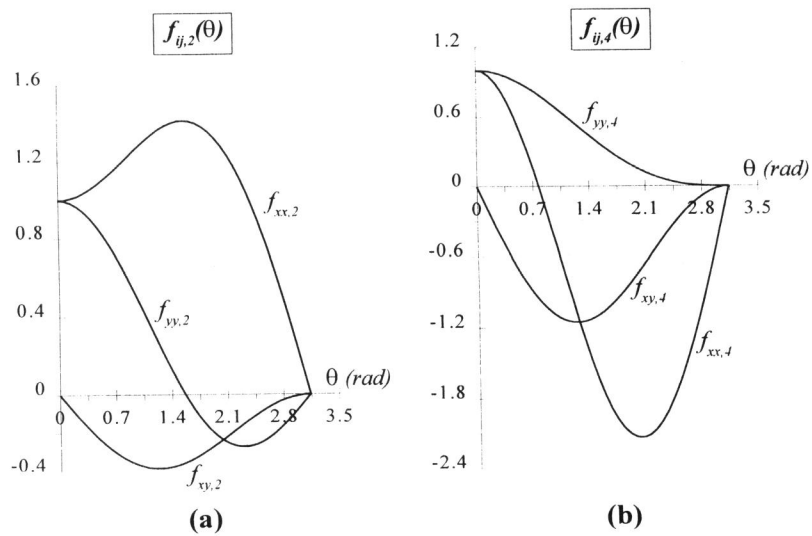 f_{ij,2}(θ)
1.6
1.2
0.8
0.4
0
-0.4
0 0.7 1.4 2.1 2.8 3.5
θ (rad)
f_{xx,2}
f_{yy,2}
f_{xy,2}
(a)
f_{ij,4}(θ)
1.2
0.6
0
-0.6
-1.2
-1.8
-2.4
0 0.7 1.4 2.1 2.8 3.5
θ (rad)
f_{yy,4}
f_{xy,4}
f_{xx,4}
(b)